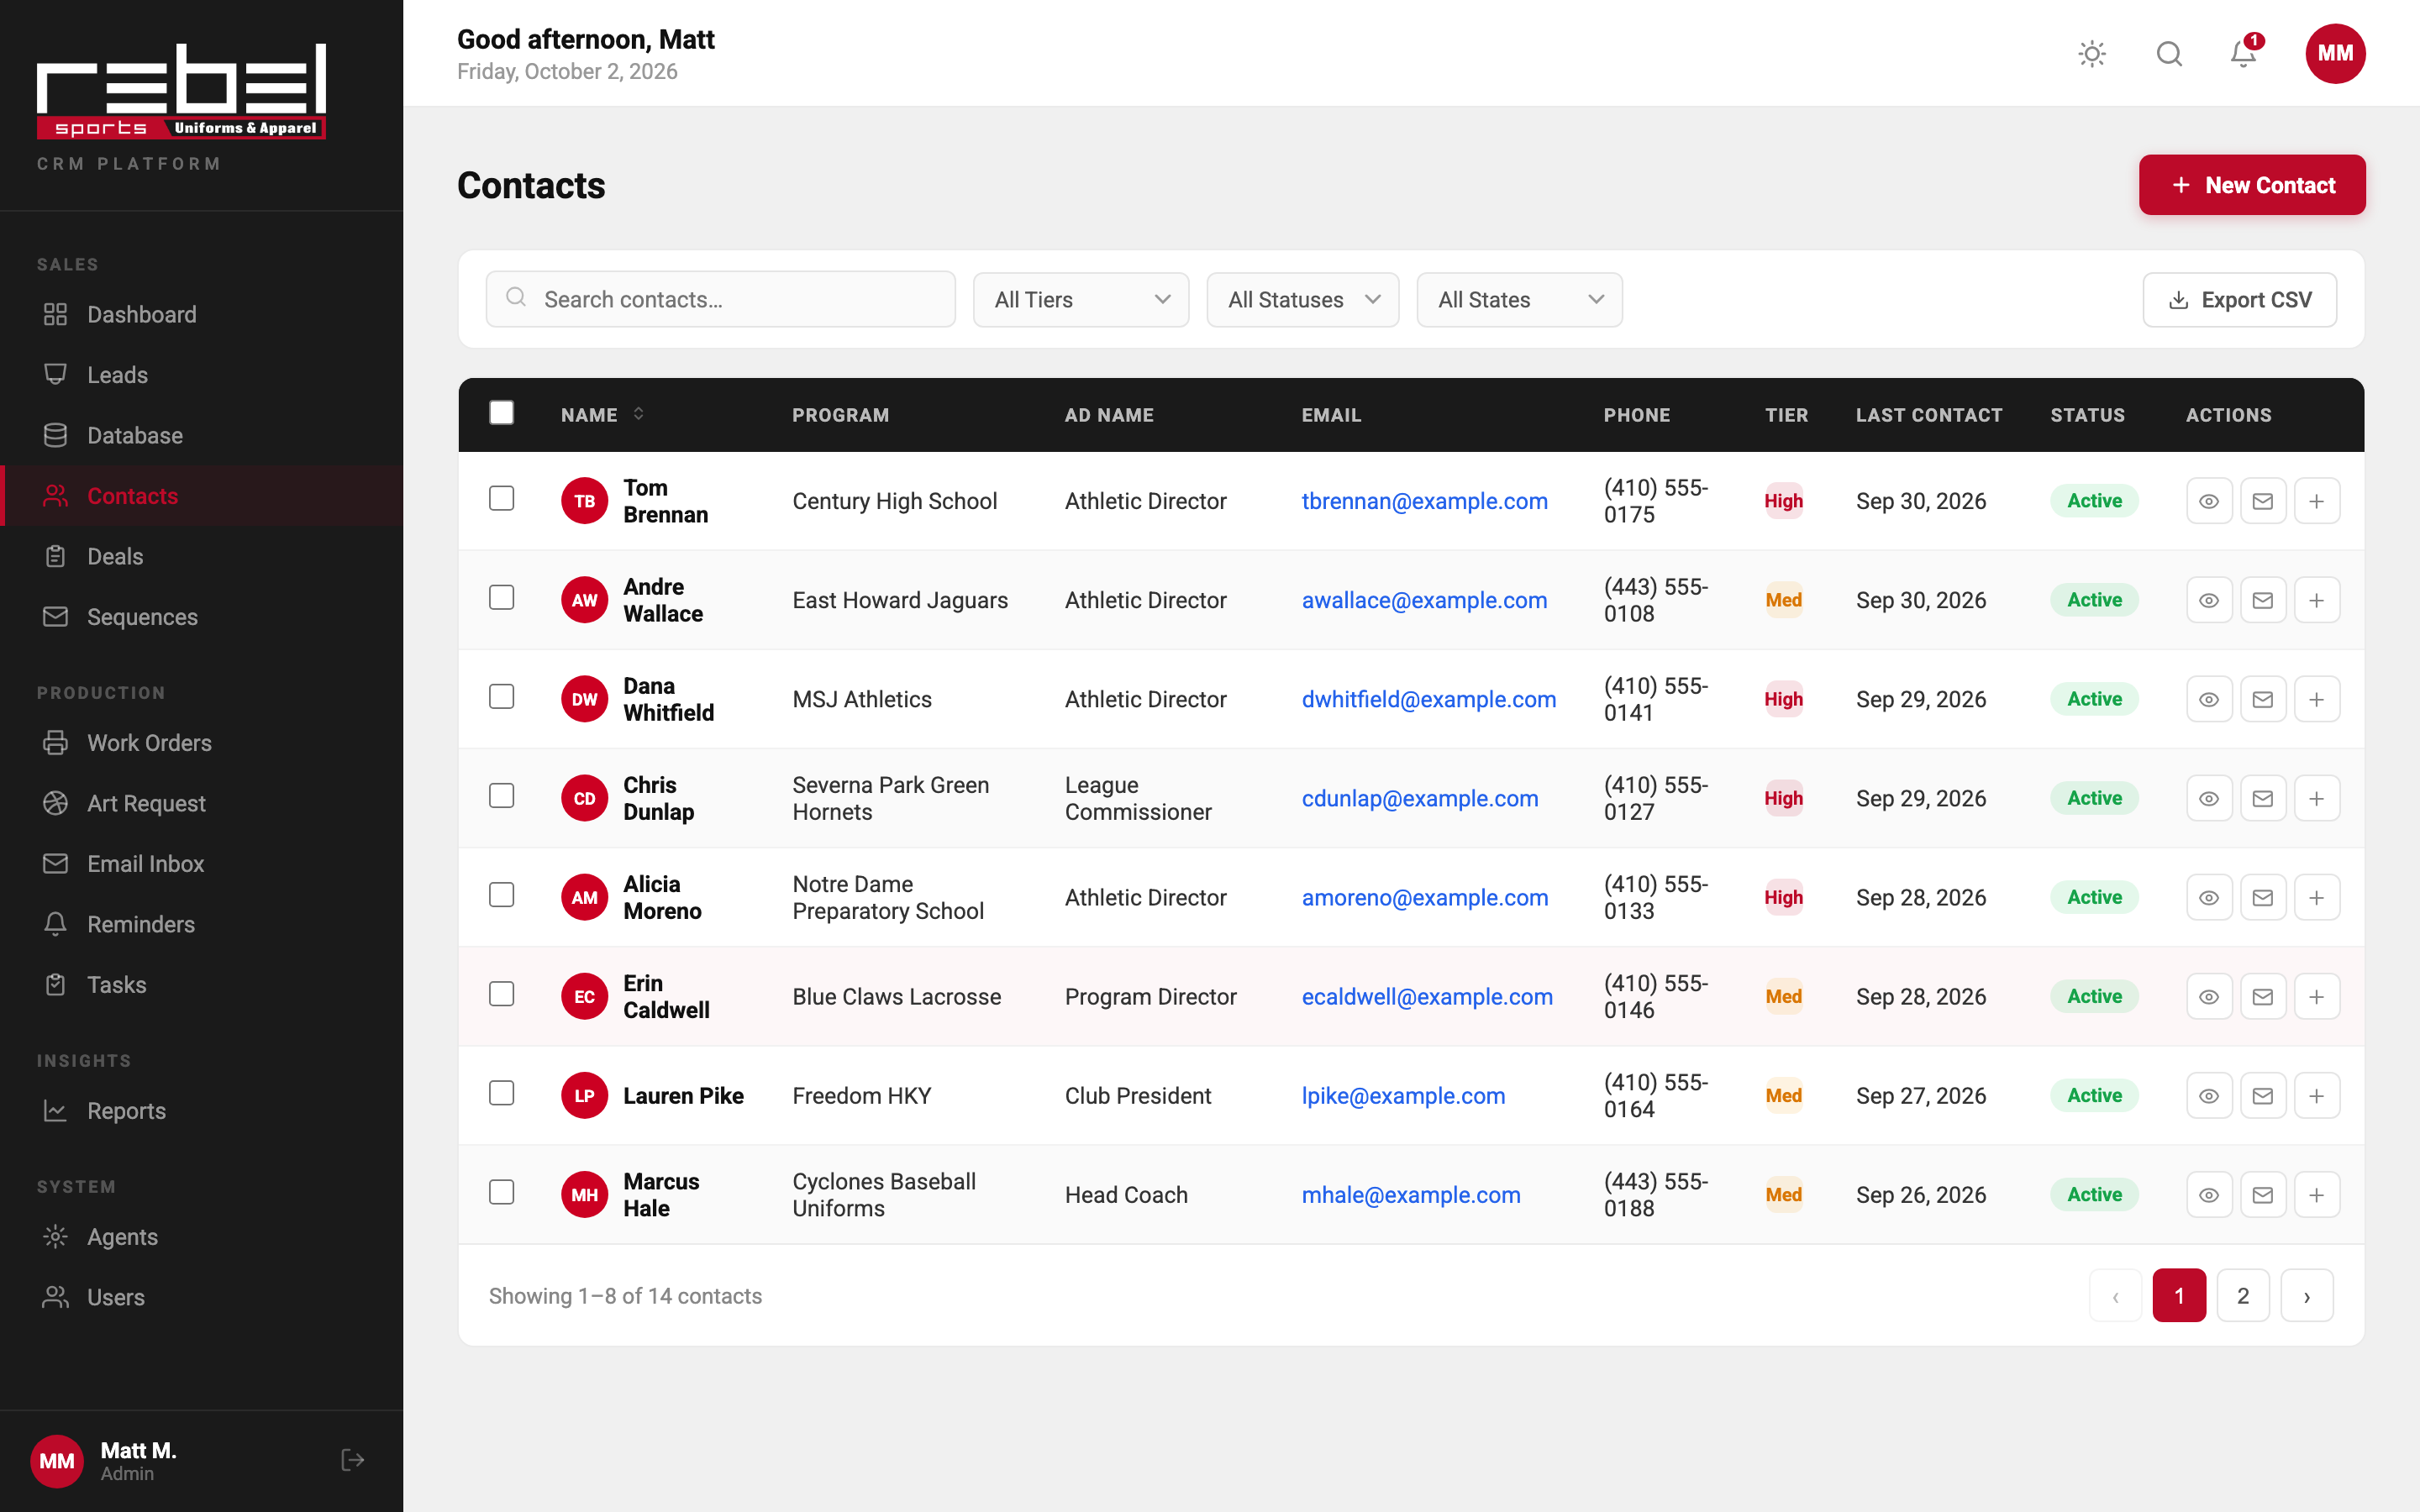 rebel
sports Uniforms & Apparel
CRM PLATFORM
SALES
Dashboard
Leads
Database
Contacts
Deals
Sequences
PRODUCTION
Work Orders
Art Request
Email Inbox
Reminders
Tasks
INSIGHTS
Reports
SYSTEM
Agents
Users
MM
Matt M.
Admin
Good afternoon, Matt
Friday, October 2, 2026
1
MM
Contacts
+ New Contact
Search contacts...
All Tiers
All Statuses
All States
Export CSV
NAME PROGRAM AD NAME EMAIL PHONE TIER LAST CONTACT STATUS ACTIONS
TB Tom Brennan Century High School Athletic Director tbrennan@example.com (410) 555-0175 High Sep 30, 2026 Active
AW Andre Wallace East Howard Jaguars Athletic Director awallace@example.com (443) 555-0108 Med Sep 30, 2026 Active
DW Dana Whitfield MSJ Athletics Athletic Director dwhitfield@example.com (410) 555-0141 High Sep 29, 2026 Active
CD Chris Dunlap Severna Park Green Hornets League Commissioner cdunlap@example.com (410) 555-0127 High Sep 29, 2026 Active
AM Alicia Moreno Notre Dame Preparatory School Athletic Director amoreno@example.com (410) 555-0133 High Sep 28, 2026 Active
EC Erin Caldwell Blue Claws Lacrosse Program Director ecaldwell@example.com (410) 555-0146 Med Sep 28, 2026 Active
LP Lauren Pike Freedom HKY Club President lpike@example.com (410) 555-0164 Med Sep 27, 2026 Active
MH Marcus Hale Cyclones Baseball Uniforms Head Coach mhale@example.com (443) 555-0188 Med Sep 26, 2026 Active
Showing 1–8 of 14 contacts
‹ 1 2 ›